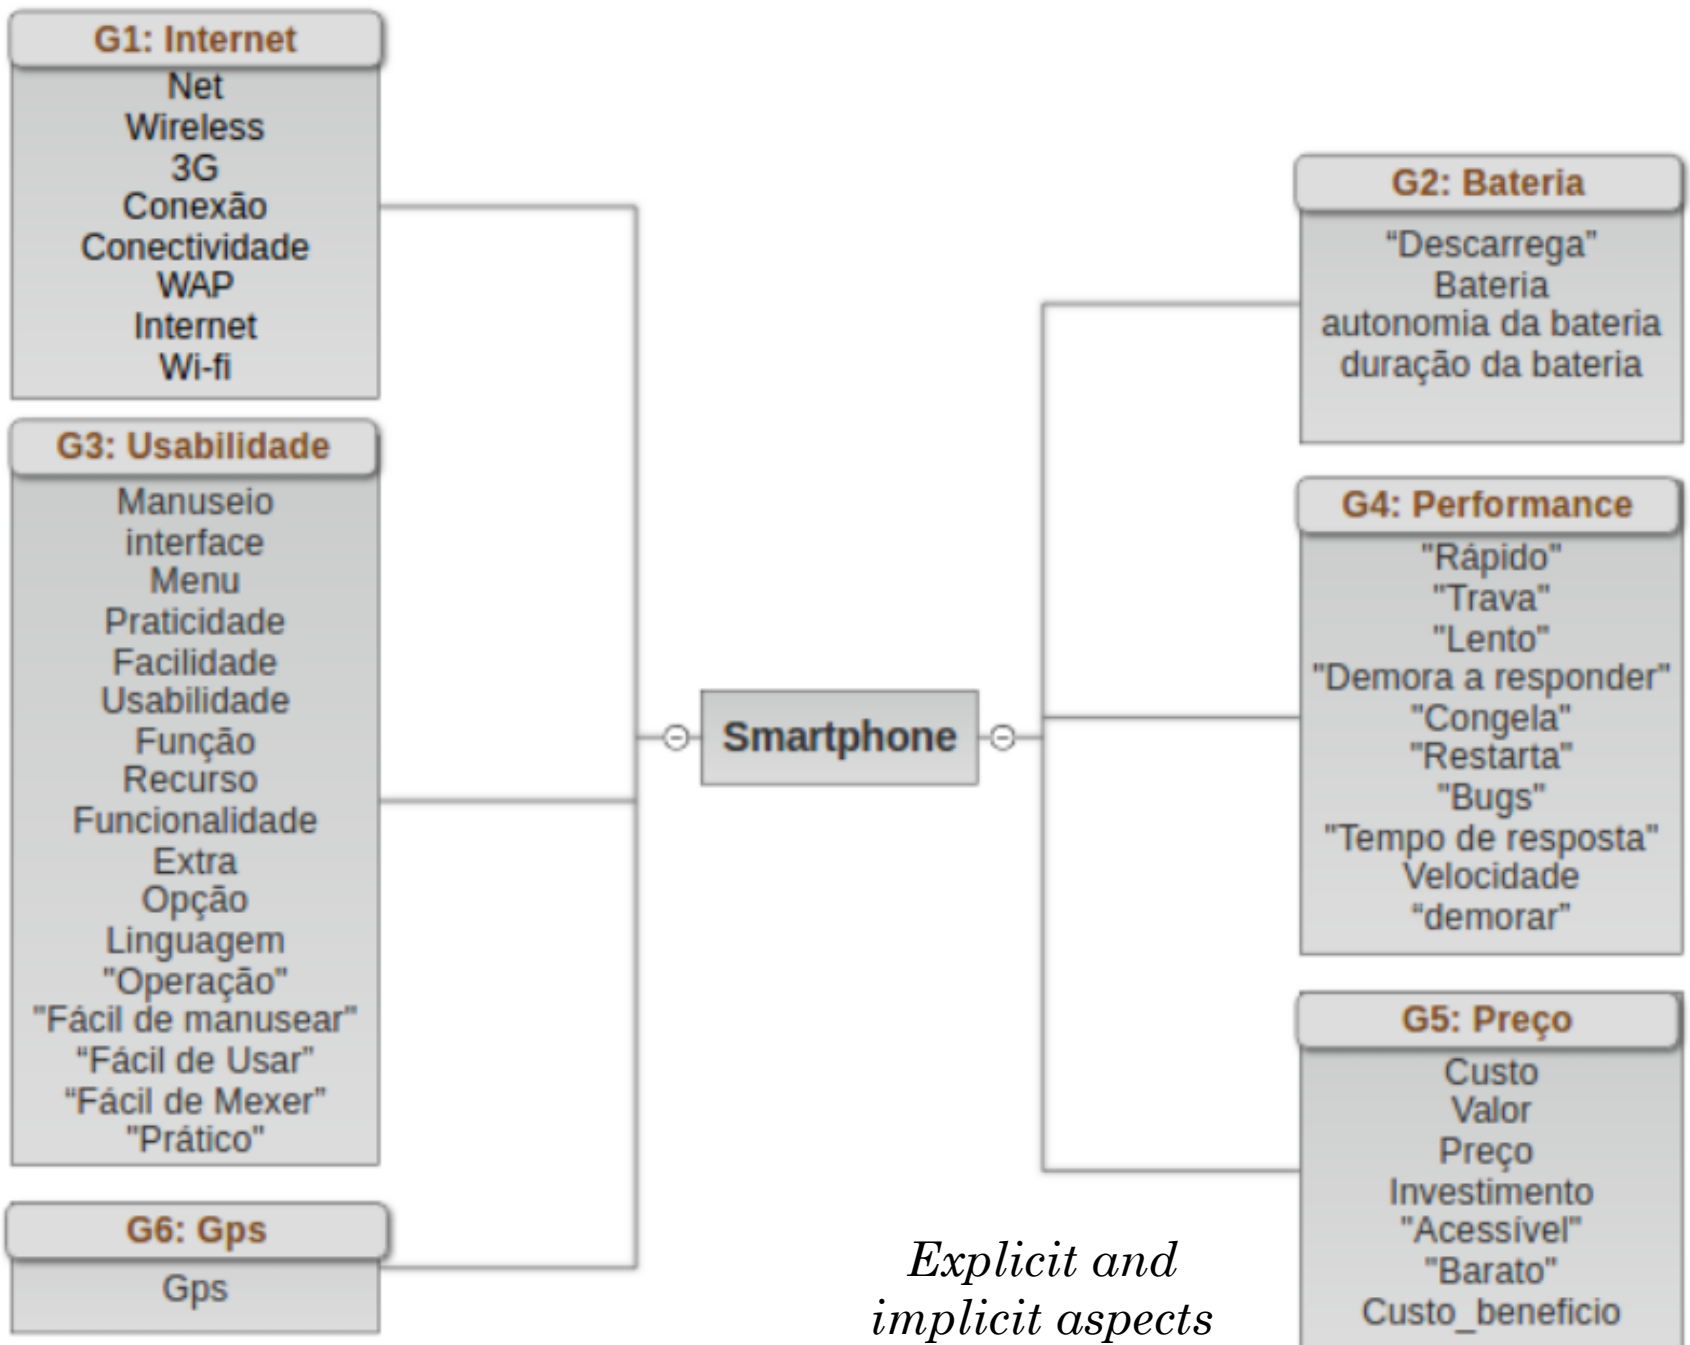 G1: Internet
Net
Wireless
3G
Conexão
Conectividade
WAP
Internet
Wi-fi
G3: Usabilidade
Manuseio
interface
Menu
Praticidade
Facilidade
Usabilidade
Função
Recurso
Funcionalidade
Extra
Opção
Linguagem
"Operação"
"Fácil de manusear"
“Fácil de Usar”
“Fácil de Mexer”
"Prático"
G6: Gps
Gps
Smartphone
G2: Bateria
“Descarrega”
Bateria
autonomia da bateria
duração da bateria
G4: Performance
"Rápido"
"Trava"
"Lento"
"Demora a responder"
"Congela"
"Restarta"
"Bugs"
"Tempo de resposta"
Velocidade
“demorar”
G5: Preço
Custo
Valor
Preço
Investimento
"Acessível"
"Barato"
Custo_beneficio
Explicit and
implicit aspects